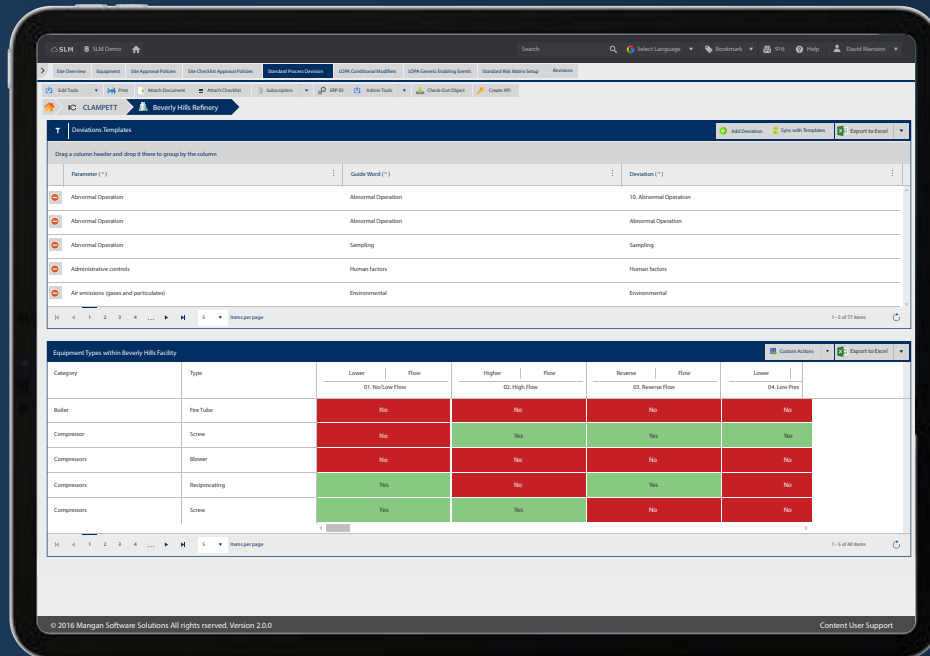 SLM SLM Demo Search Select Language Bookmark 916 Help David Mansion
Site Overview Equipment Site Approval Policies Site Checklist Approval Policies Standard Process Deviation LOPA Conditional Modifiers LOPA Generic Enabling Events Standard Risk Matrix Setup Revisions
Edit Tools Print Attach Document Attach Checklist Subscription ERP ID Admin Tools Check-Out Object Create API
IC CLAMPETT Beverly Hills Refinery
Deviations Templates Add Deviation Sync with Templates Export to Excel
Drag a column header and drop it there to group by the column
Parameter (*) Guide Word (*) Deviation (*)
Abnormal Operation Abnormal Operation 10. Abnormal Operation
Abnormal Operation Abnormal Operation Abnormal Operation
Abnormal Operation Sampling Sampling
Administrative controls Human factors Human factors
Air emissions (gases and particulates) Environmental Environmental
1 2 3 4 ... 5 Items per page 1 - 5 of 77 items
Equipment Types within Beverly Hills Facility Custom Actions Export to Excel
Category Type Lower Flow Higher Flow Reverse Flow Lower
01. No/Low Flow 02. High Flow 03. Reverse Flow 04. Low Pres
Boiler Fire Tube No No No No
Compressor Screw No Yes Yes Yes
Compressors Blower No No No No
Compressors Reciprocating Yes No Yes No
Compressors Screw Yes Yes No No
1 2 3 4 ... 5 Items per page 1 - 5 of 40 items
© 2016 Mangan Software Solutions All rights rserved. Version 2.0.0 Content User Support